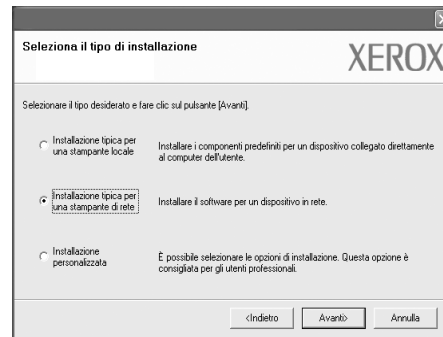 Seleziona il tipo di installazione
XEROX
Selezionare il tipo desiderato e fare clic sul pulsante [Avanti].
Installazione tipica per
una stampante locale
Installare i componenti predefiniti per un dispositivo collegato direttamente
al computer dell'utente.
Installazione tipica per
una stampante di rete
Installare il software per un dispositivo in rete.
Installazione
personalizzata
È possibile selezionare le opzioni di installazione. Questa opzione è
consigliata per gli utenti professionali.
<Indietro
Avanti>
Annulla